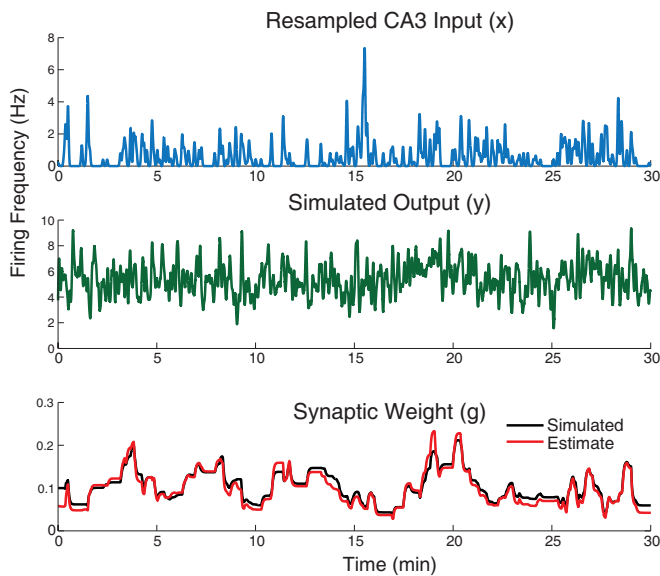 Resampled CA3 Input (x)
8
6
4
2
0
0 5 10 15 20 25 30
Firing Frequency (Hz)
Simulated Output (y)
10
8
6
4
2
0
0 5 10 15 20 25 30
Synaptic Weight (g)
0.3
0.2
0.1
0
Simulated
Estimate
0 5 10 15 20 25 30
Time (min)